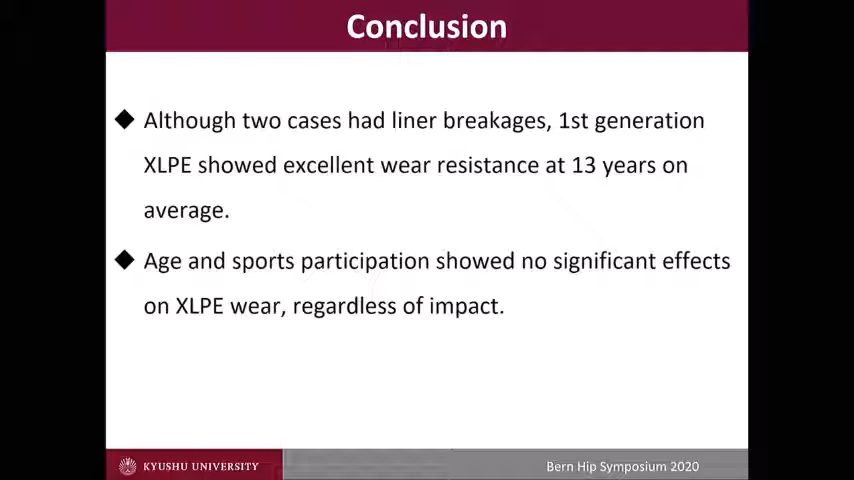 Conclusion
Although two cases had liner breakages, 1st generation
XLPE showed excellent wear resistance at 13 years on
average.
Age and sports participation showed no significant effects
on XLPE wear, regardless of impact.
KYUSHU UNIVERSITY
Bern Hip Symposium 2020